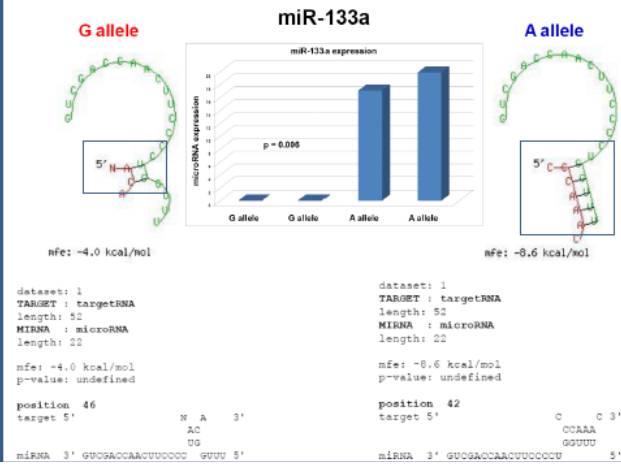 miR-133a
G allele
A allele
miR-133a expression
microRNA expression
p = 0.006
G allele G allele A allele A allele
5'
5'
mfe: -4.0 kcal/mol
mfe: -8.6 kcal/mol
dataset: 1
TARGET : targetRNA
length: 52
MIRNA : microRNA
length: 22
mfe: -4.0 kcal/mol
p-value: undefined
position 46
target 5' N A 3'
AC
UG
miRNA 3' GUCGACCAACUUCCCC GUUU 5'
dataset: 1
TARGET : targetRNA
length: 52
MIRNA : microRNA
length: 22
mfe: -8.6 kcal/mol
p-value: undefined
position 42
target 5' C C 3'
CCAAA
GGUUU
miRNA 3' GUCGACCAACUUCCCCU 5'